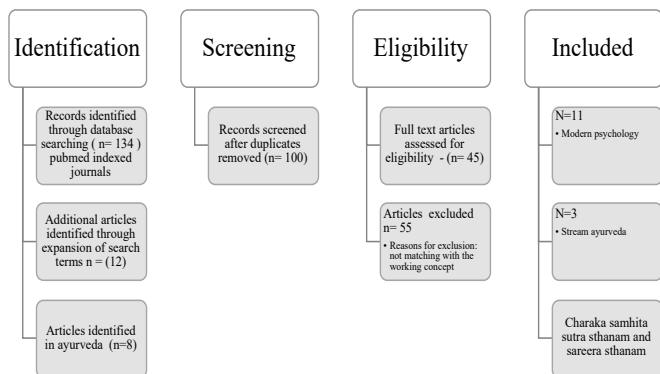 Identification
Records identified
through database
searching ( n= 134 )
pubmed indexed
journals
Additional articles
identified through
expansion of search
terms n = (12)
Articles identified
in ayurveda (n=8)
Screening
Records screened
after duplicates
removed (n= 100)
Eligibility
Full text articles
assessed for
eligibility - (n= 45)
Articles excluded
n= 55
• Reasons for exclusion:
not matching with the
working concept
Included
N=11
• Modern psychology
N=3
• Stream ayurveda
Charaka samhita
sutra sthanam and
sareera sthanam